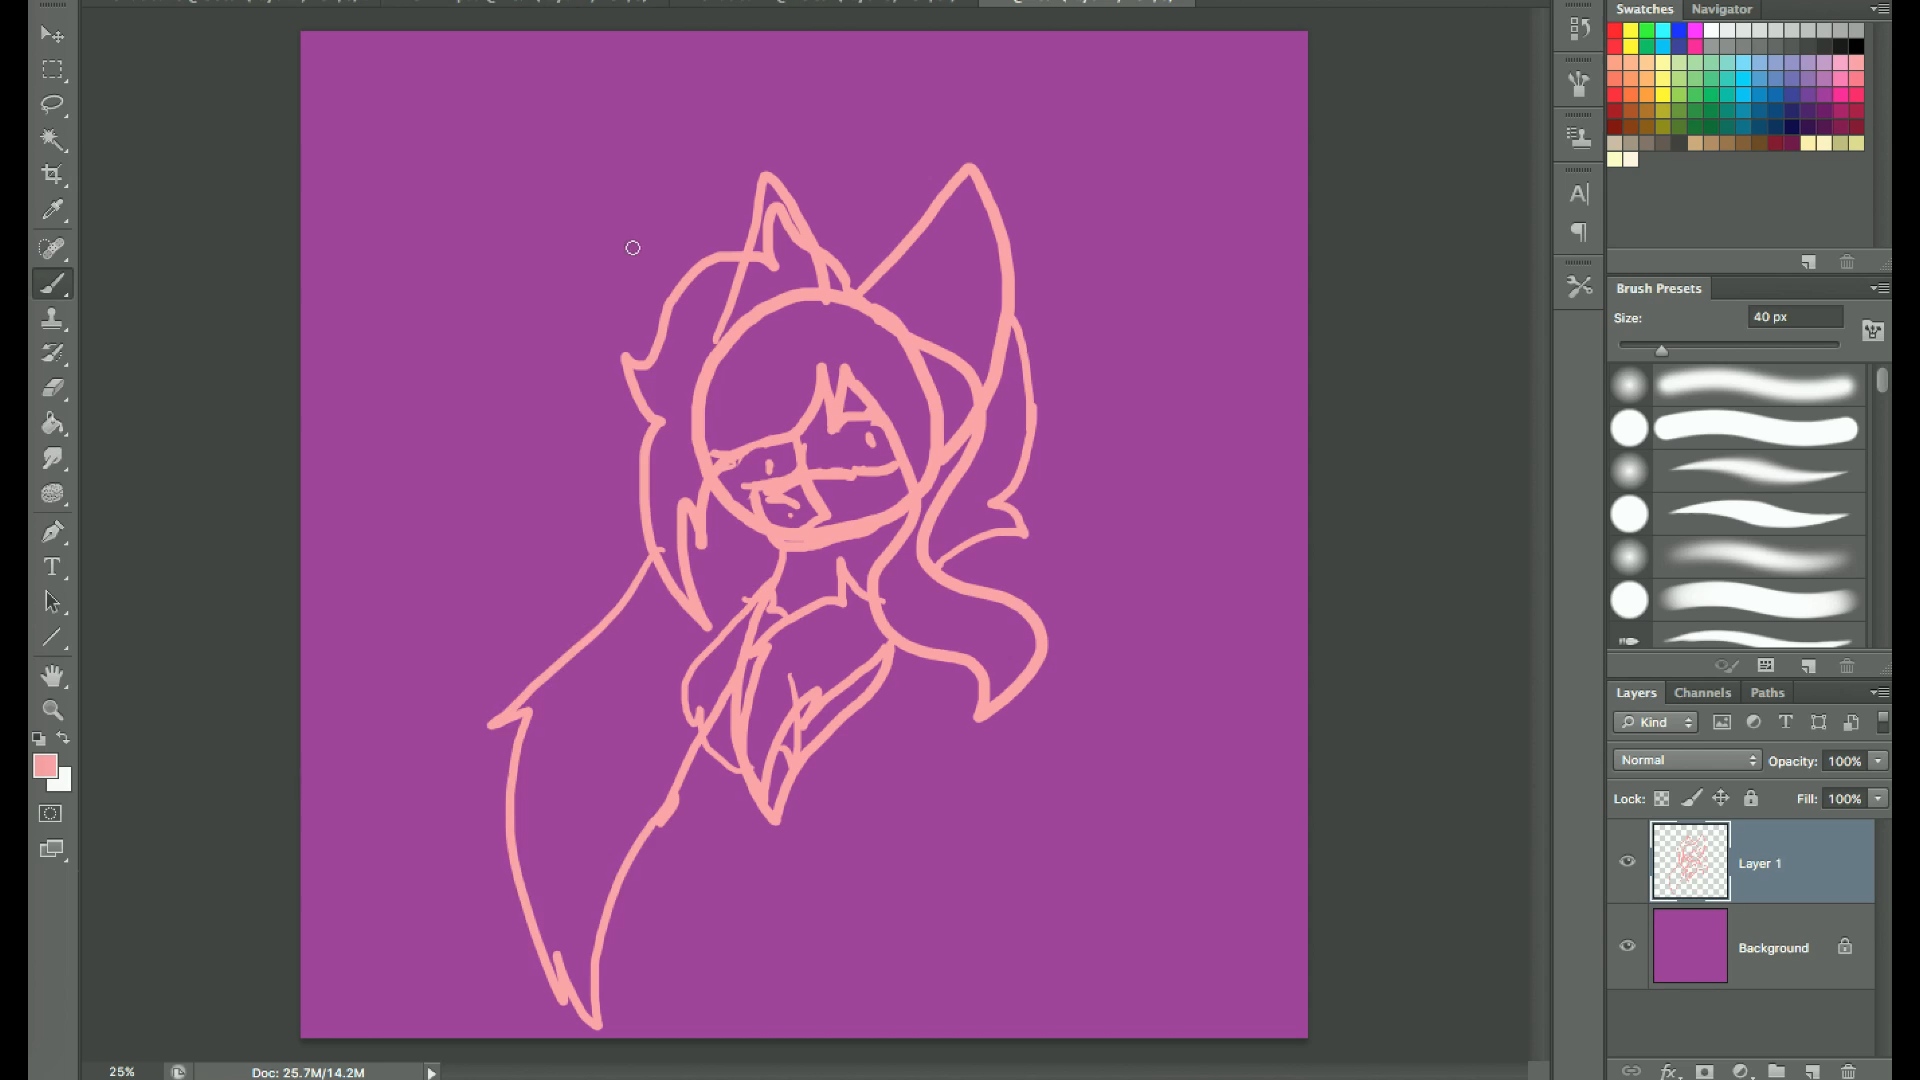 Swatches
Navigator
Brush Presets
Size:
40 px
Layers
Channels
Paths
Kind
Normal
Opacity:
100%
Lock:
Fill:
100%
Layer 1
Background
25%
Doc: 25.7M/14.2M